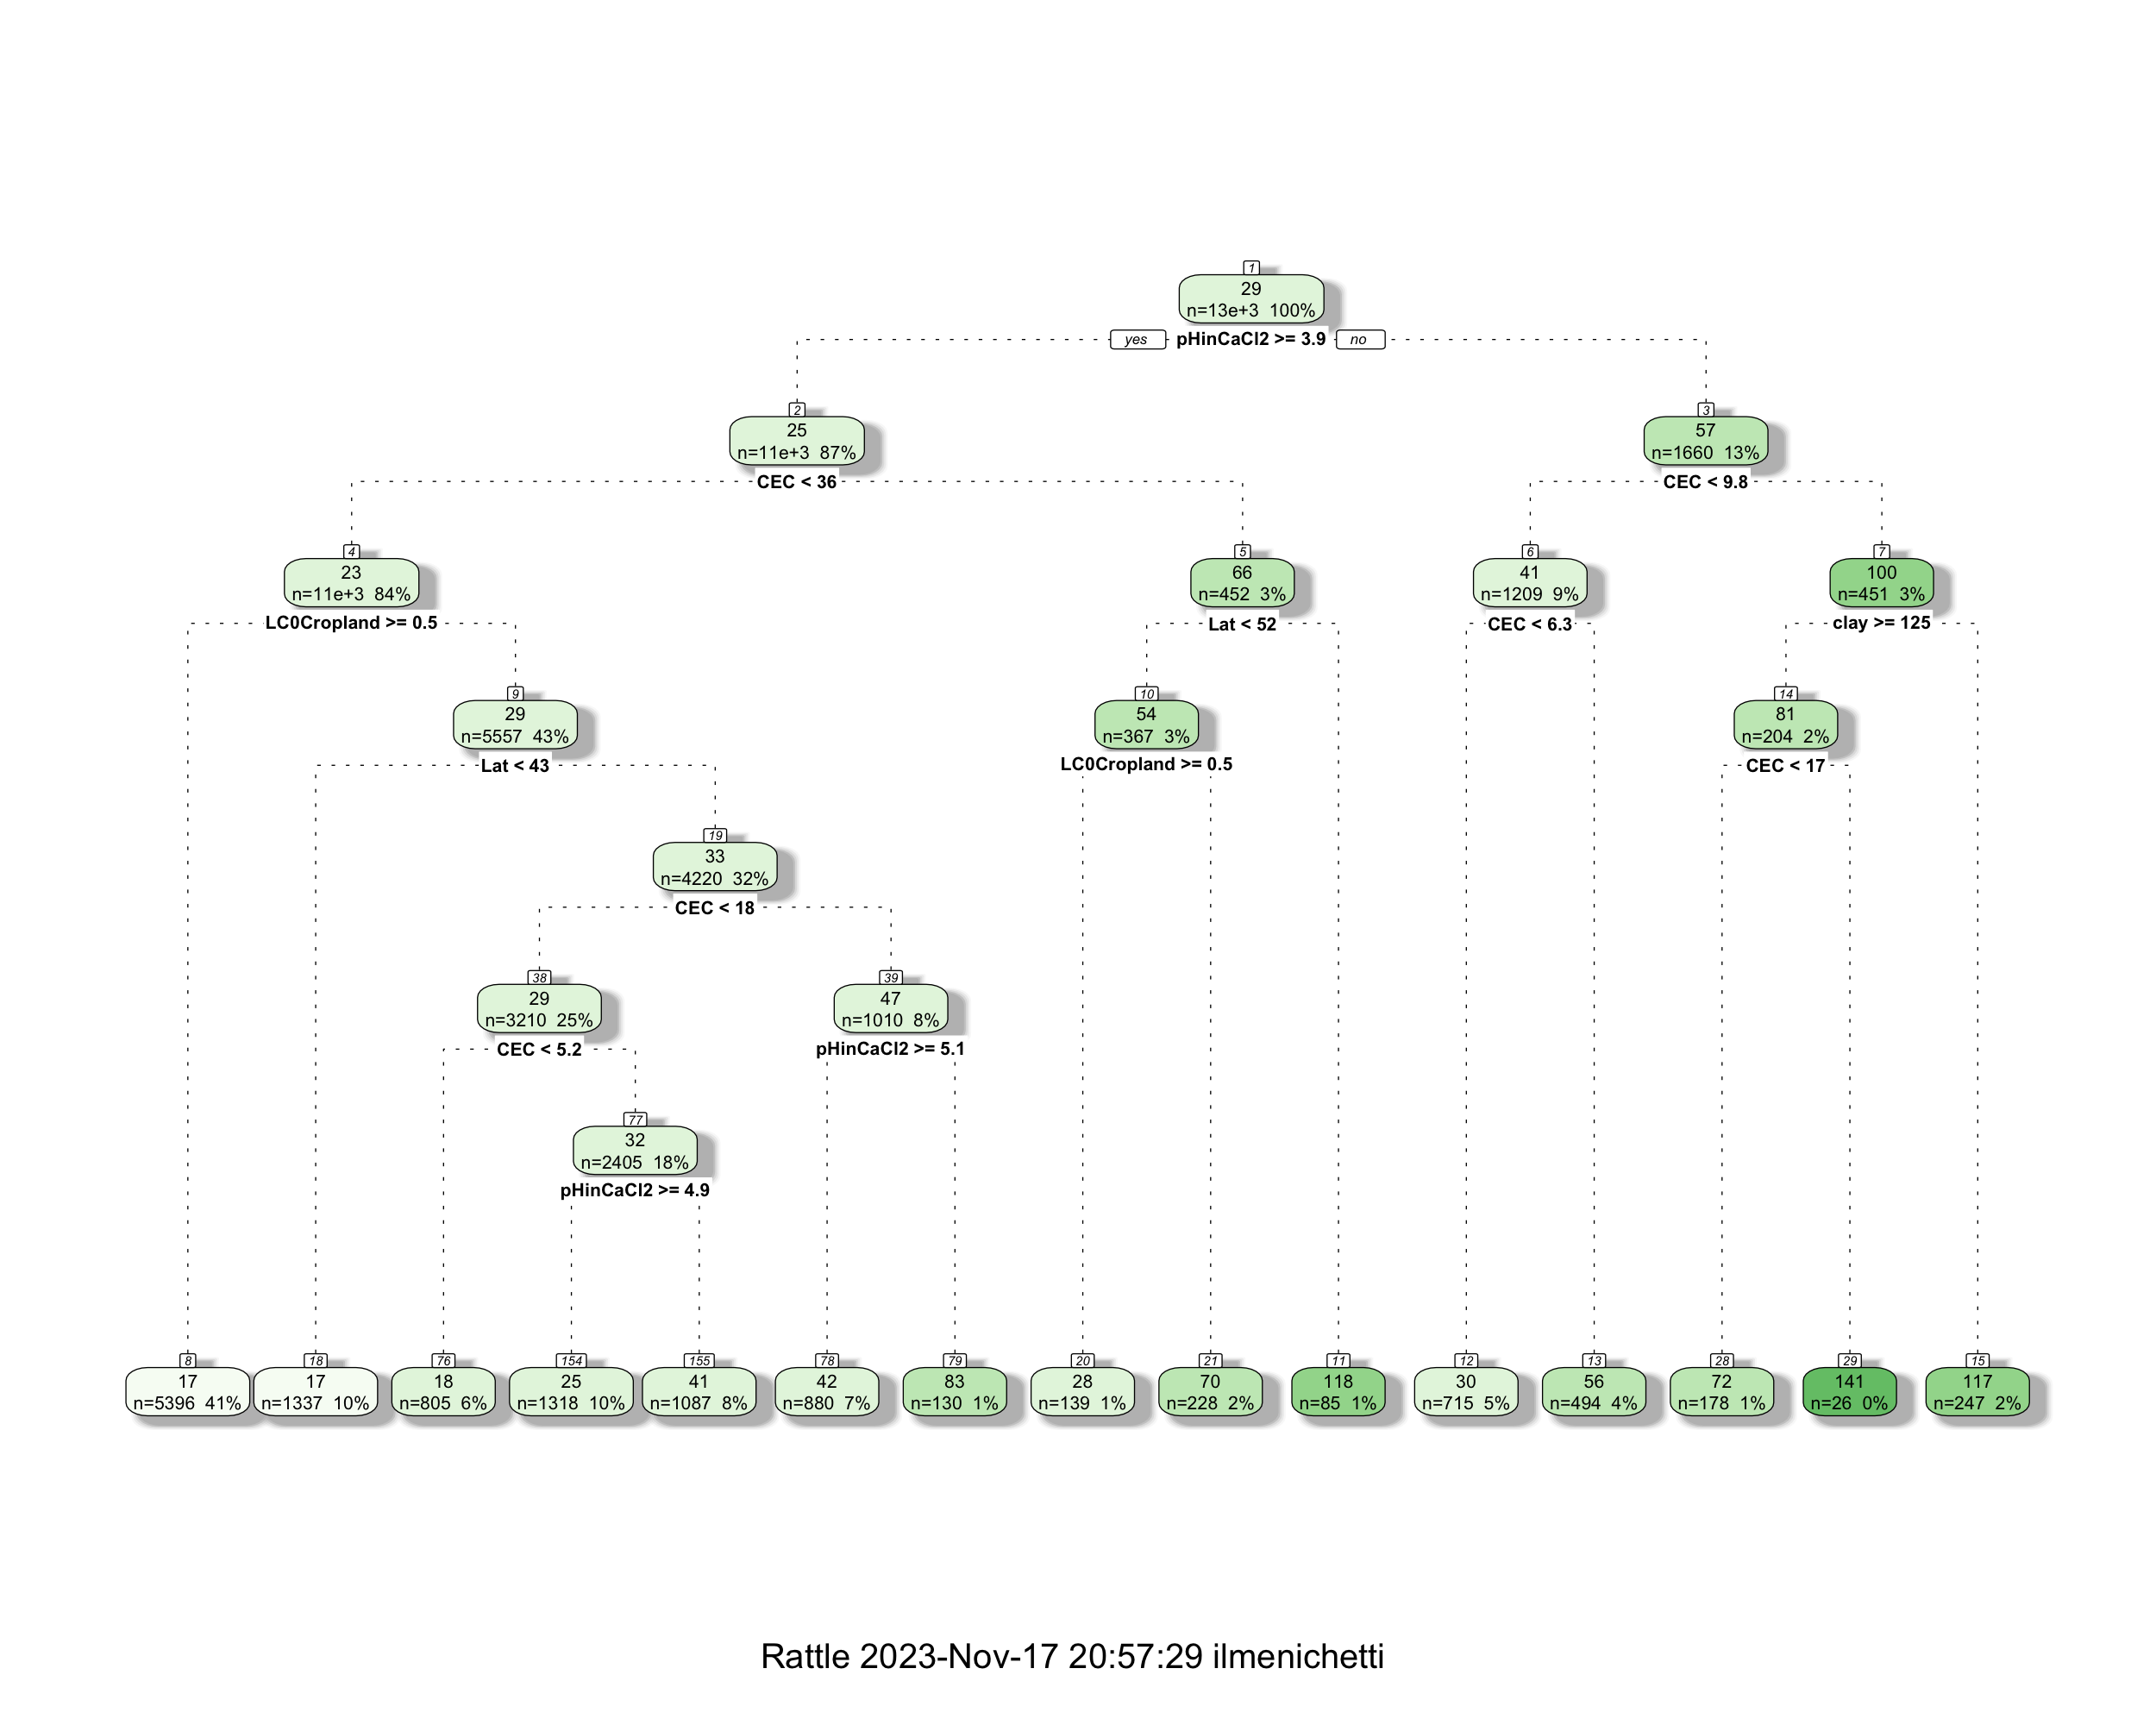 1
29
n=13e+3 100%
yes pHinCaCl2 >= 3.9 no
2
25
n=11e+3 87%
CEC < 36
3
57
n=1660 13%
CEC < 9.8
4
23
n=11e+3 84%
LC0Cropland >= 0.5
5
66
n=452 3%
Lat < 52
6
41
n=1209 9%
CEC < 6.3
7
100
n=451 3%
clay >= 125
9
29
n=5557 43%
Lat < 43
10
54
n=367 3%
LC0Cropland >= 0.5
14
81
n=204 2%
CEC < 17
19
33
n=4220 32%
CEC < 18
38
29
n=3210 25%
CEC < 5.2
39
47
n=1010 8%
pHinCaCl2 >= 5.1
77
32
n=2405 18%
pHinCaCl2 >= 4.9
8
17
n=5396 41%
18
17
n=1337 10%
76
18
n=805 6%
154
25
n=1318 10%
155
41
n=1087 8%
78
42
n=880 7%
79
83
n=130 1%
20
28
n=139 1%
21
70
n=228 2%
11
118
n=85 1%
12
30
n=715 5%
13
56
n=494 4%
28
72
n=178 1%
29
141
n=26 0%
15
117
n=247 2%
Rattle 2023-Nov-17 20:57:29 ilmenichetti